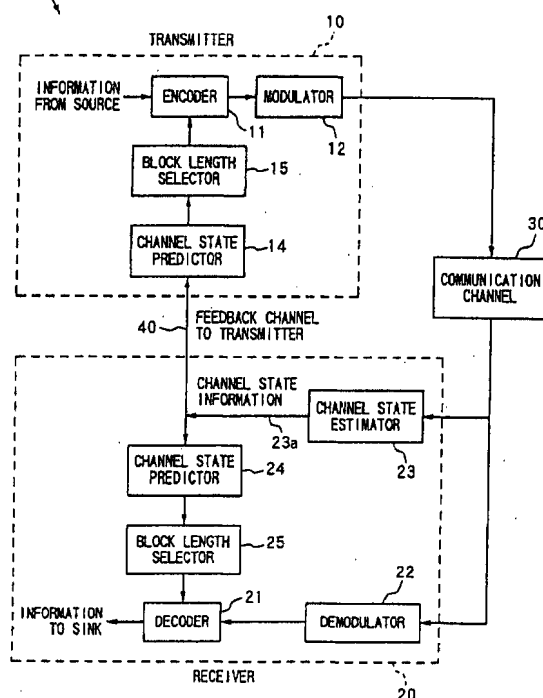 TRANSMITTER
10
INFORMATION
FROM SOURCE
ENCODER
MODULATOR
11
12
BLOCK LENGTH
SELECTOR
15
CHANNEL STATE
PREDICTOR
14
30
COMMUNICATION
CHANNEL
40
FEEDBACK CHANNEL
TO TRANSMITTER
CHANNEL STATE
INFORMATION
23a
CHANNEL STATE
ESTIMATOR
23
CHANNEL STATE
PREDICTOR
24
BLOCK LENGTH
SELECTOR
25
21
22
INFORMATION
TO SINK
DECODER
DEMODULATOR
RECEIVER
20